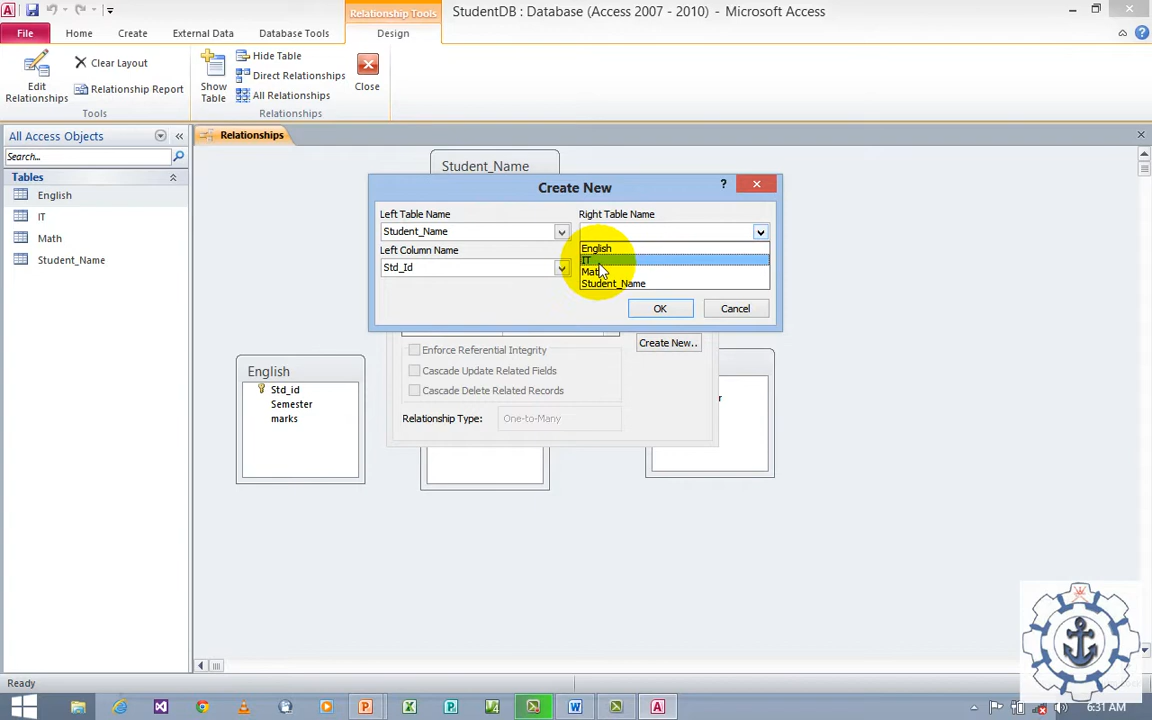 Relationship Tools
StudentDB : Database (Access 2007 - 2010) - Microsoft Access
File
Home
Create
External Data
Database Tools
Design
Edit
Relationships
Clear Layout
Relationship Report
Tools
Show
Table
Hide Table
Direct Relationships
All Relationships
Relationships
Close
All Access Objects
Search...
Tables
English
IT
Math
Student_Name
Relationships
Student_Name
Create New
?
Left Table Name
Right Table Name
Student_Name
Left Column Name
Std_Id
English
IT
Student_Name
OK
Cancel
Create New..
Enforce Referential Integrity
Cascade Update Related Fields
Cascade Delete Related Records
Relationship Type:
One-to-Many
English
Std_id
Semester
marks
Ready
6:31 AM